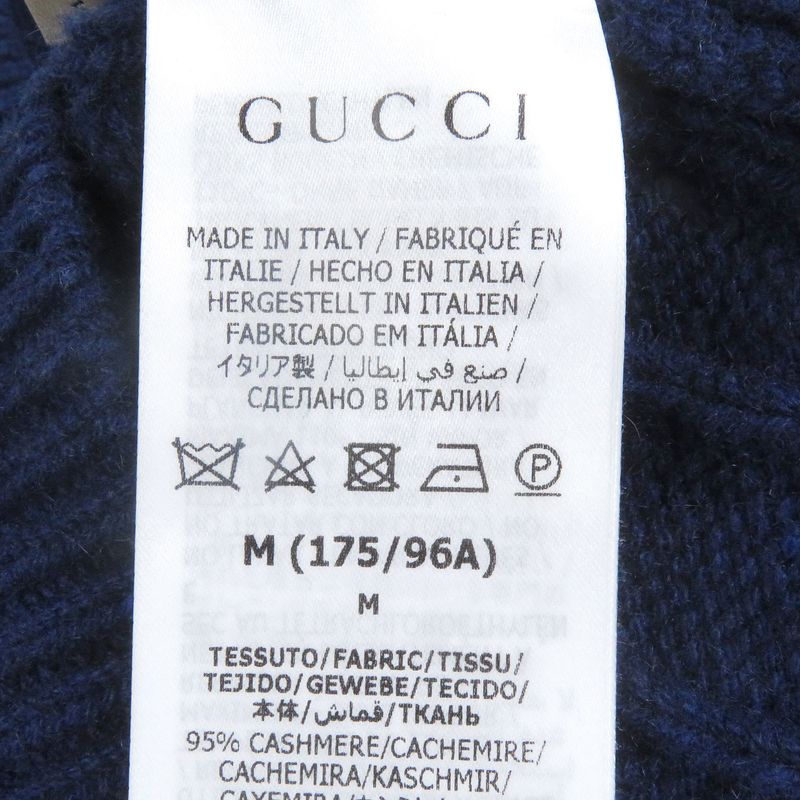 GUCCI
MADE IN ITALY / FABRIQUÉ EN
ITALIE / HECHO EN ITALIA /
HERGESTELLT IN ITALIEN /
FABRICADO EM ITÁLIA /
イタリア製 / صنع في إيطاليا /
СДЕЛАНО В ИТАЛИИ
P
M (175/96A)
M
TESSUTO/FABRIC/TISSU/
TEJIDO/GEWEBE/TECIDO/
本体/قماش/ТКАНЬ
95% CASHMERE/CACHEMIRE/
CACHEMIRA/KASCHMIR/